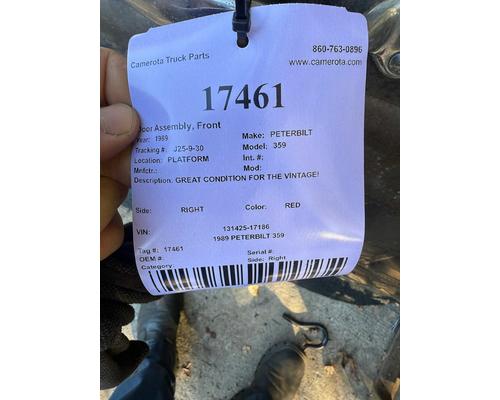 Camerota Truck Parts
860-763-0896
www.camerota.com
17461
Door Assembly, Front
Year: 1989
Make: PETERBILT
Tracking #: J25-9-30
Model: 359
Location: PLATFORM
Int. #:
Mnfctr.:
Mod:
Description: GREAT CONDITION FOR THE VINTAGE!
Side: RIGHT
Color: RED
VIN: 131425-17186
1989 PETERBILT 359
Tag #: 17461
OEM #:
Serial #
Category:
Side: Right